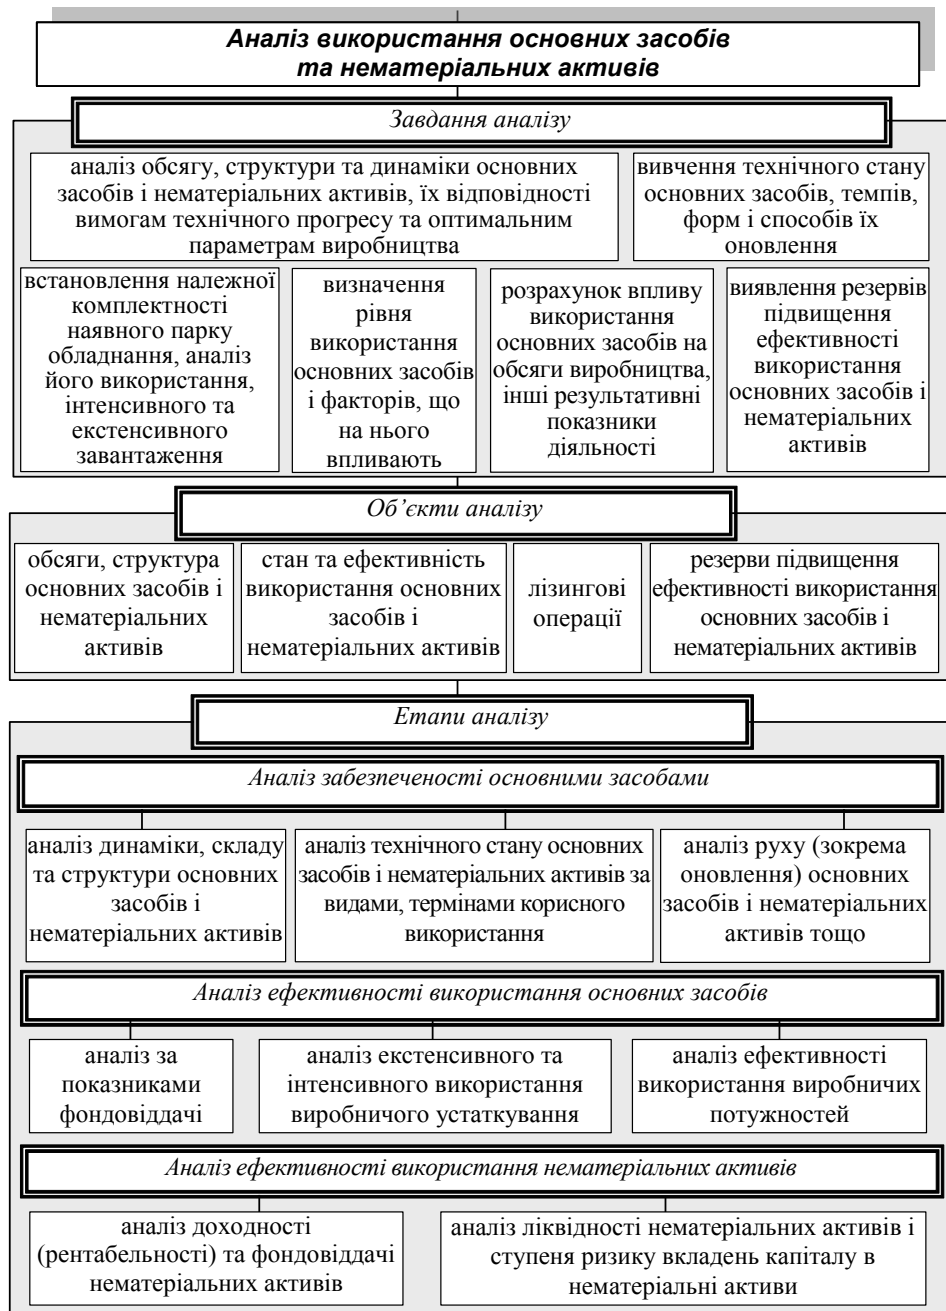 Аналіз використання основних засобів
та нематеріальних активів
Завдання аналізу
аналіз обсягу, структури та динаміки основних
засобів і нематеріальних активів, їх відповідності
вимогам технічного прогресу та оптимальним
параметрам виробництва
вивчення технічного стану
основних засобів, темпів,
форм і способів їх
оновлення
встановлення належної
комплектності
наявного парку
обладнання, аналіз
його використання,
інтенсивного та
екстенсивного
завантаження
визначення
рівня
використання
основних засобів
і факторів, що
на нього
впливають
розрахунок впливу
використання
основних засобів на
обсяги виробництва,
інші результативні
показники
діяльності
виявлення резервів
підвищення
ефективності
використання
основних засобів і
нематеріальних
активів
Об’єкти аналізу
обсяги, структура
основних засобів і
нематеріальних
активів
стан та ефективність
використання основних
засобів і
нематеріальних активів
лізингові
операції
резерви підвищення
ефективності використання
основних засобів і
нематеріальних активів
Етапи аналізу
Аналіз забезпеченості основними засобами
аналіз динаміки, складу
та структури основних
засобів і
нематеріальних активів
аналіз технічного стану основних
засобів і нематеріальних активів за
видами, термінами корисного
використання
аналіз руху (зокрема
оновлення) основних
засобів і нематеріальних
активів тощо
Аналіз ефективності використання основних засобів
аналіз за
показниками
фондовіддачі
аналіз екстенсивного та
інтенсивного використання
виробничого устаткування
аналіз ефективності
використання виробничих
потужностей
Аналіз ефективності використання нематеріальних активів
аналіз доходності
(рентабельності) та фондовіддачі
нематеріальних активів
аналіз ліквідності нематеріальних активів і
ступеня ризику вкладень капіталу в
нематеріальні активи